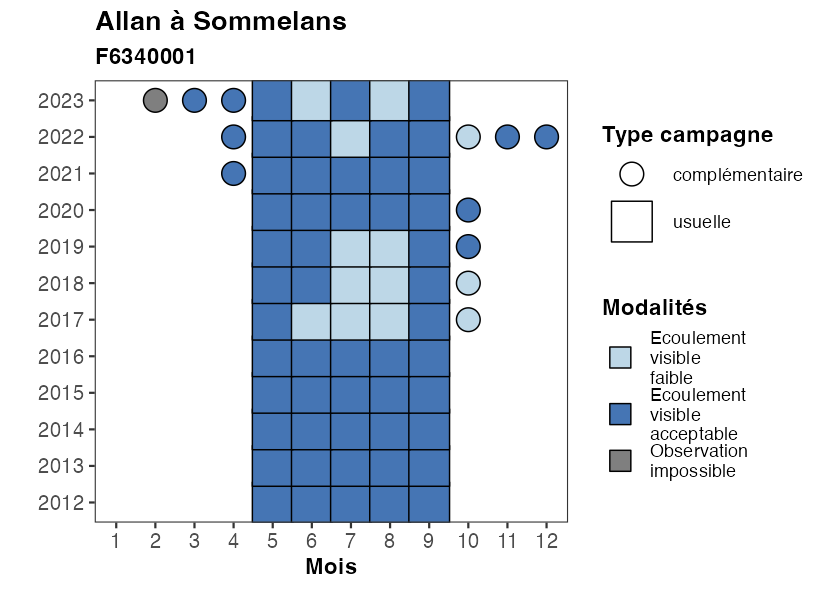 Allan à Sommelans
F6340001
2023
2022
2021
2020
2019
2018
2017
2016
2015
2014
2013
2012
1 2 3 4 5 6 7 8 9 10 11 12
Mois
Type campagne
complémentaire
usuelle
Modalités
Ecoulement
visible
faible
Ecoulement
visible
acceptable
Observation
impossible